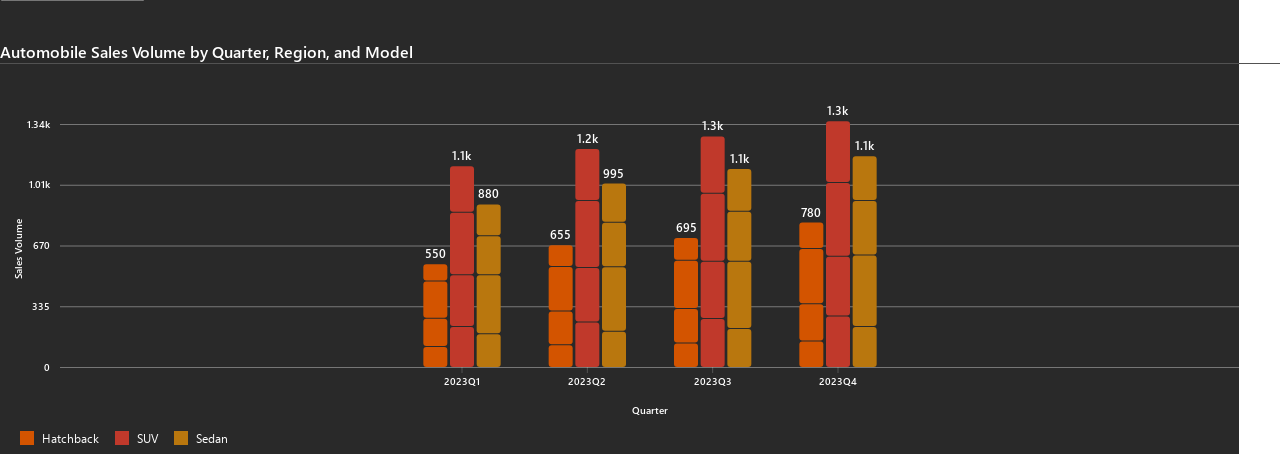 Automobile Sales Volume by Quarter, Region, and Model
1.34k
1.01k
670
335
0
Sales Volume
550
1.1k
880
655
1.2k
995
695
1.3k
1.1k
780
1.3k
1.1k
2023Q1
2023Q2
2023Q3
2023Q4
Quarter
Hatchback
SUV
Sedan